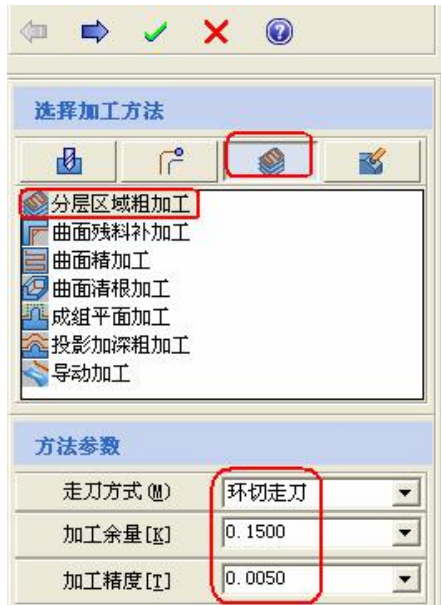 选择加工方法
分层区域粗加工
曲面残料补加工
曲面精加工
曲面清根加工
成组平面加工
投影加深粗加工
导动加工
方法参数
走刀方式(M) 环切走刀
加工余量[K] 0.1500
加工精度[T] 0.0050